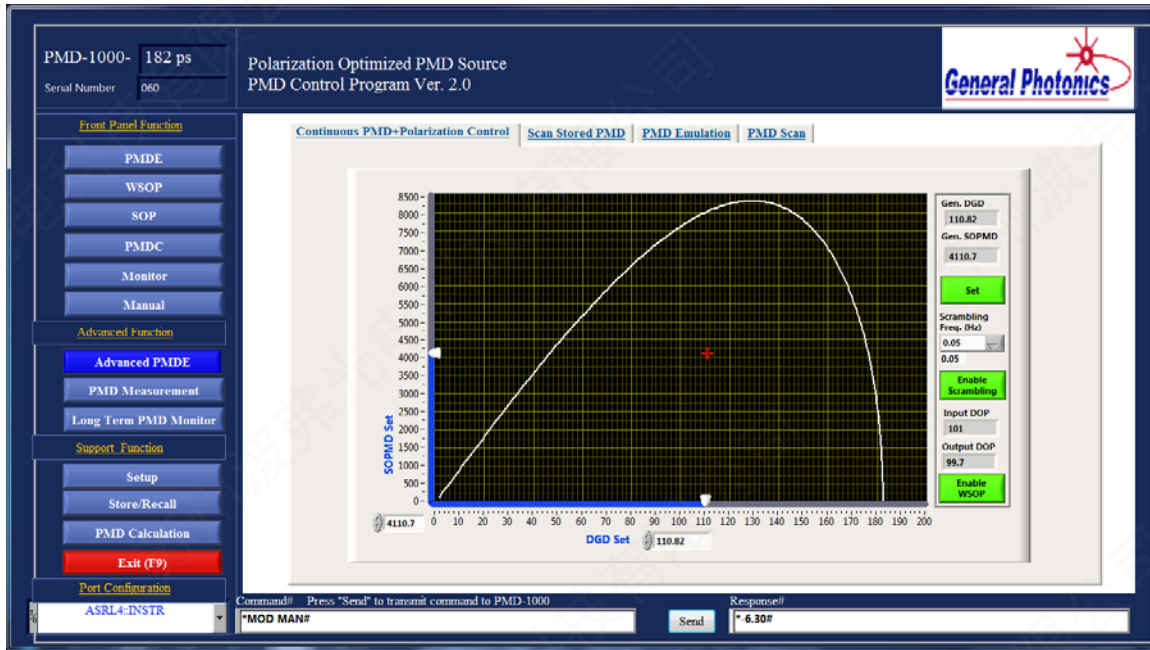 PMD-1000- 182 ps
Serial Number 060
Polarization Optimized PMD Source
PMD Control Program Ver. 2.0
General Photonics
Front Panel Function
PMDE
WSOP
SOP
PMDC
Monitor
Manual
Advanced Function
Advanced PMDE
PMD Measurement
Long Term PMD Monitor
Support Function
Setup
Store/Recall
PMD Calculation
Exit (F9)
Port Configuration
ASRL4::INSTR
Continuous PMD+Polarization Control
Scan Stored PMD
PMD Emulation
PMD Scan
SOPMD Set
8500
8000
7500
7000
6500
6000
5500
5000
4500
4000
3500
3000
2500
2000
1500
1000
500
0
4110.7
0 10 20 30 40 50 60 70 80 90 100 110 120 130 140 150 160 170 180 190 200
DGD Set 110.82
Gen. DGD
110.82
Gen. SOPMD
4110.7
Set
Scrambling
Freq. (Hz)
0.05
0.05
Enable
Scrambling
Input DOP
101
Output DOP
99.7
Enable
WSOP
Command# Press "Send" to transmit command to PMD-1000
*MOD MAN#
Send
Response#
*-6.30#